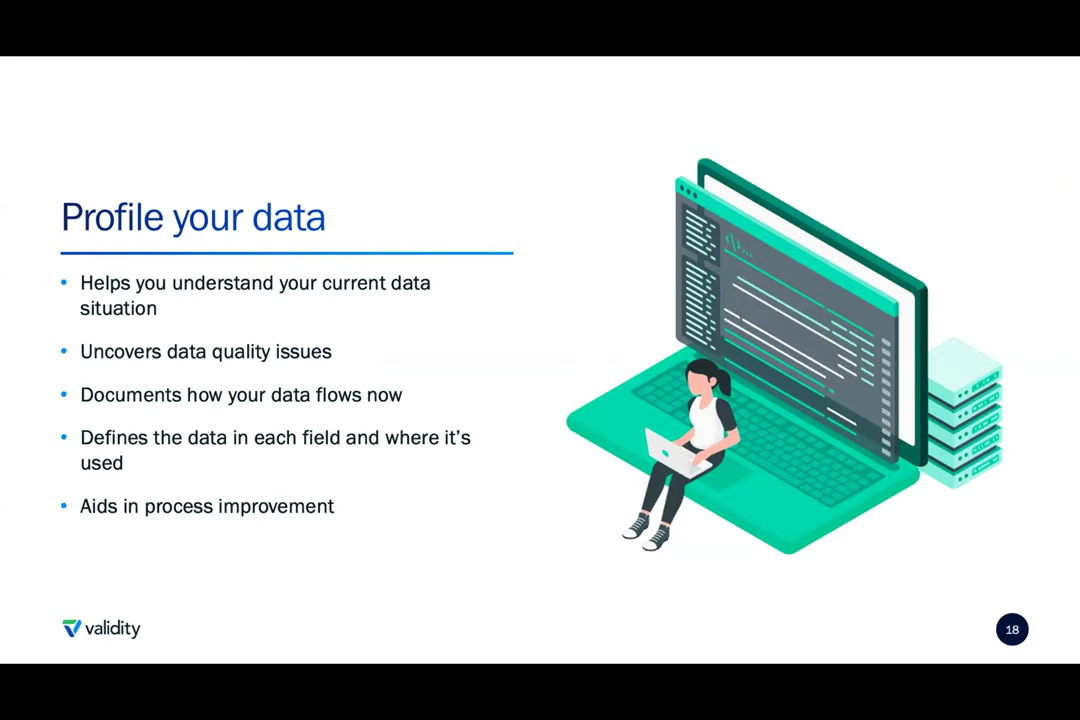 Profile your data
• Helps you understand your current data
situation
• Uncovers data quality issues
• Documents how your data flows now
• Defines the data in each field and where it’s
used
• Aids in process improvement
validity
18